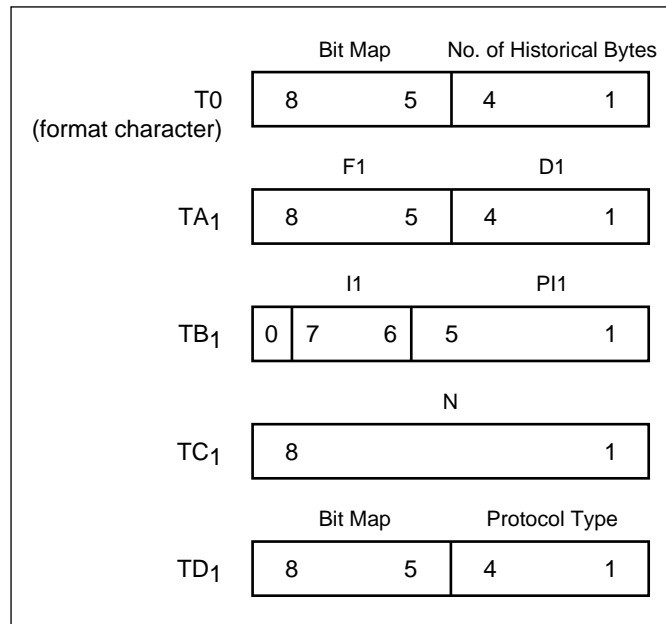 Bit Map No. of Historical Bytes
T0 8 5 4 1
(format character)
F1 D1
TA1 8 5 4 1
I1 PI1
TB1 0 7 6 5 1
N
TC1 8 1
Bit Map Protocol Type
TD1 8 5 4 1